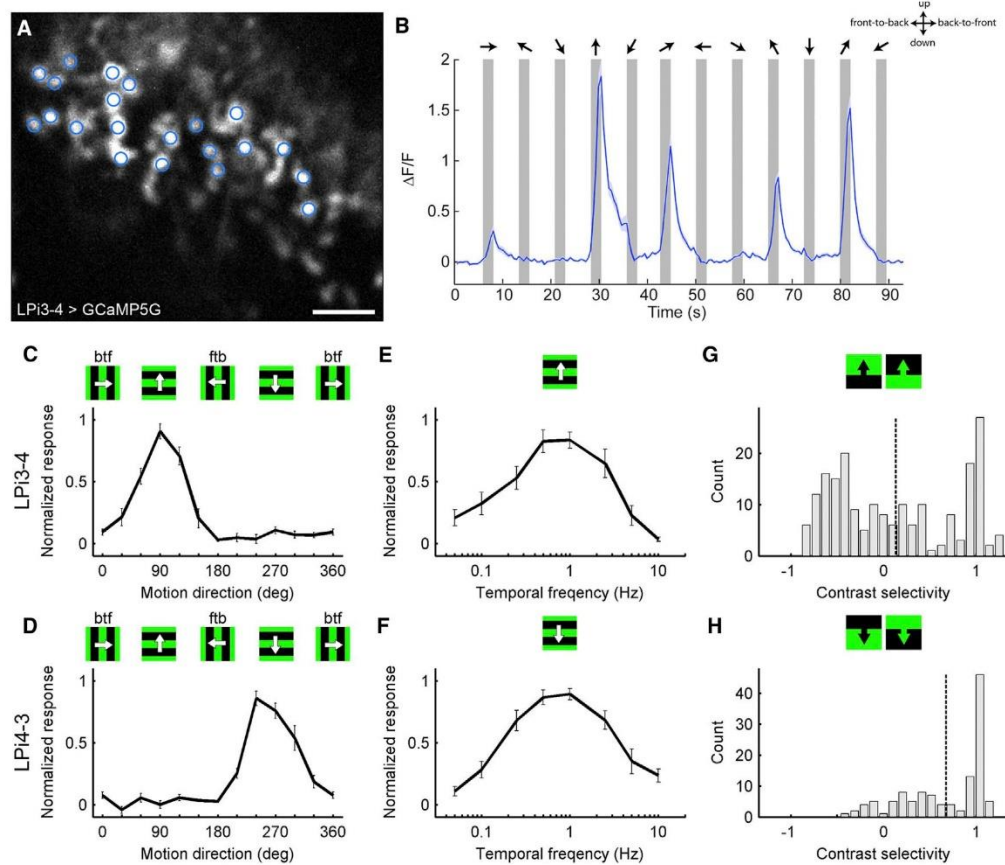 A
LPi3-4 > GCaMP5G
B
up
front-to-back
back-to-front
down
ΔF/F
2
1.5
1
0.5
0
0 10 20 30 40 50 60 70 80 90
Time (s)
C
btf
ftb
btf
LPi3-4
Normalized response
1
0.5
0
0 90 180 270 360
Motion direction (deg)
E
Normalized response
1
0.5
0
0.1 1 10
Temporal freqency (Hz)
G
Count
20
10
0
-1 0 1
Contrast selectivity
D
btf
ftb
btf
LPi4-3
Normalized response
1
0.5
0
0 90 180 270 360
Motion direction (deg)
F
Normalized response
1
0.5
0
0.1 1 10
Temporal freqency (Hz)
H
Count
40
20
0
-1 0 1
Contrast selectivity